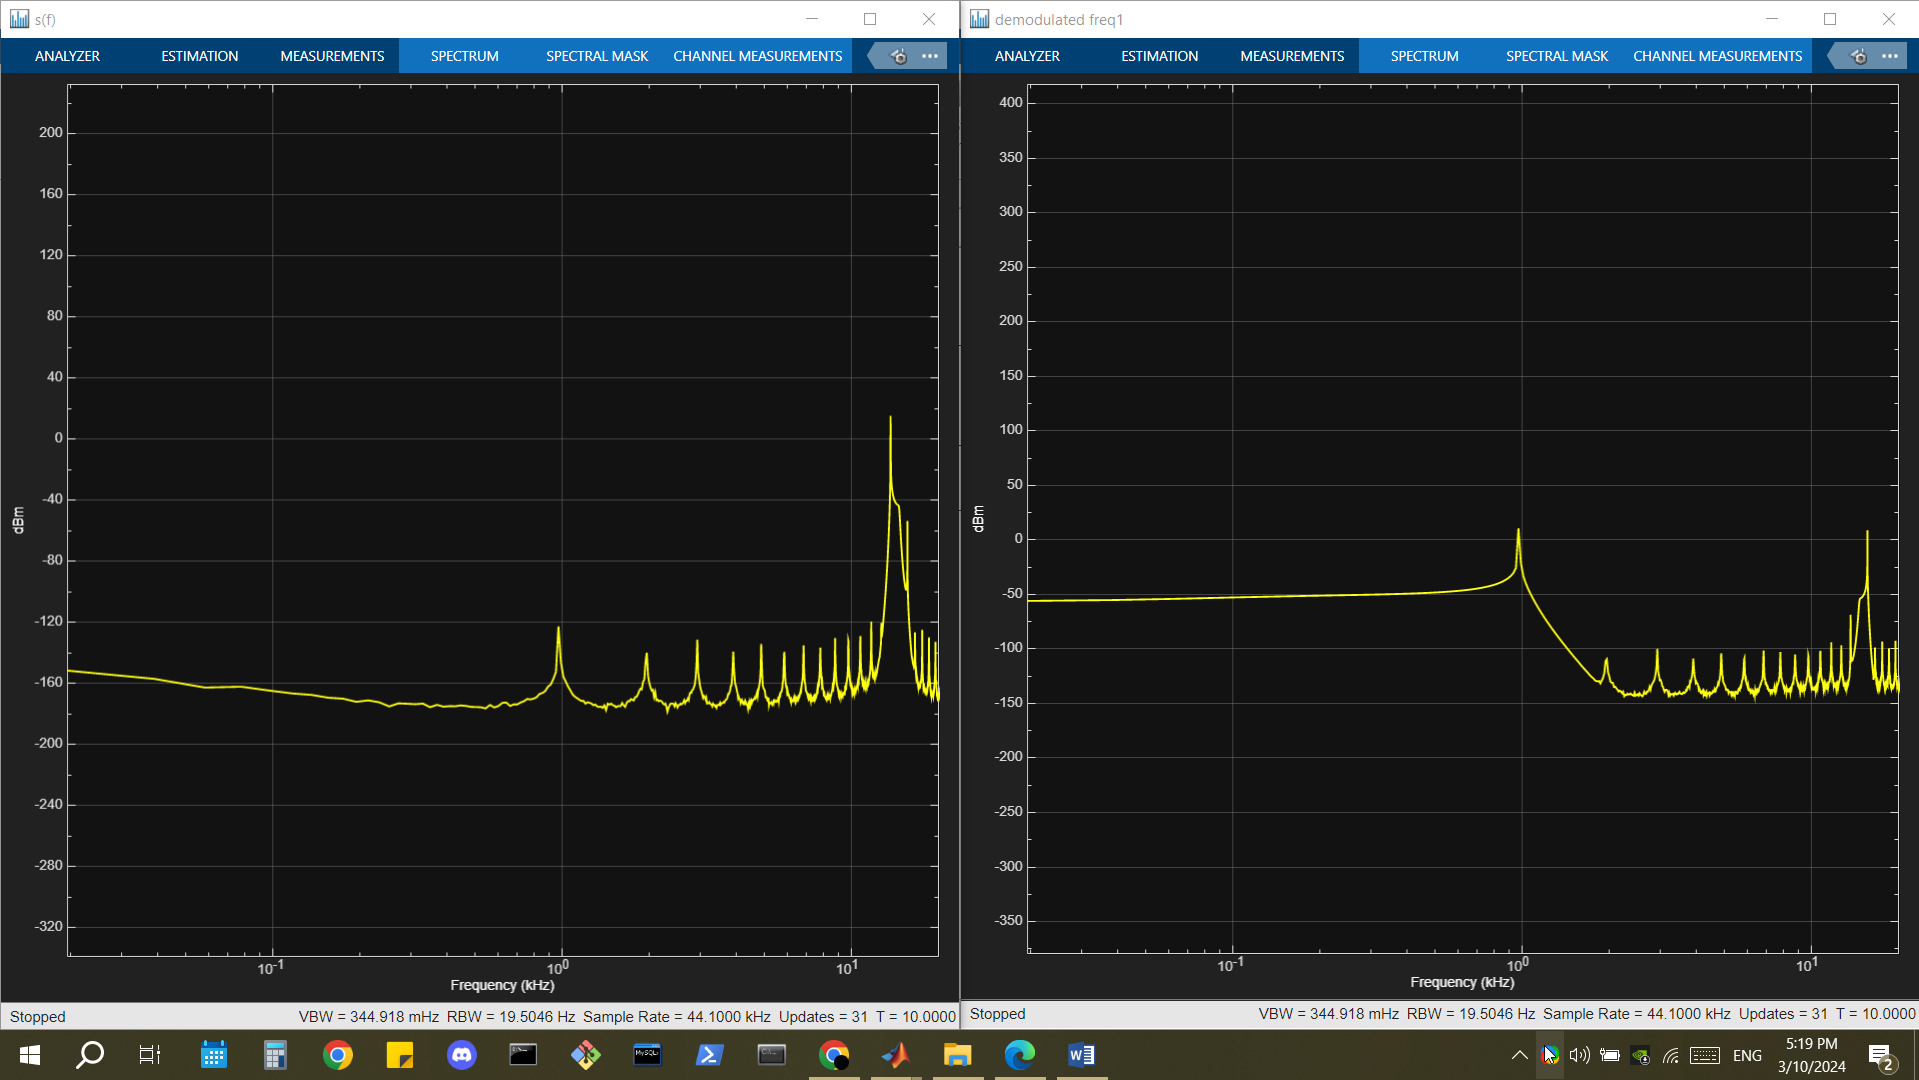 s(f)
ANALYZER ESTIMATION MEASUREMENTS SPECTRUM SPECTRAL MASK CHANNEL MEASUREMENTS
200
160
120
80
40
0
-40
-80
-120
-160
-200
-240
-280
-320
dBm
10-1 100 101
Frequency (kHz)
Stopped VBW = 344.918 mHz RBW = 19.5046 Hz Sample Rate = 44.1000 kHz Updates = 31 T = 10.0000
demodulated freq1
ANALYZER ESTIMATION MEASUREMENTS SPECTRUM SPECTRAL MASK CHANNEL MEASUREMENTS
400
350
300
250
200
150
100
50
0
-50
-100
-150
-200
-250
-300
-350
dBm
10-1 100 101
Frequency (kHz)
Stopped VBW = 344.918 mHz RBW = 19.5046 Hz Sample Rate = 44.1000 kHz Updates = 31 T = 10.0000
MySQL
ENG
5:19 PM
3/10/2024
2